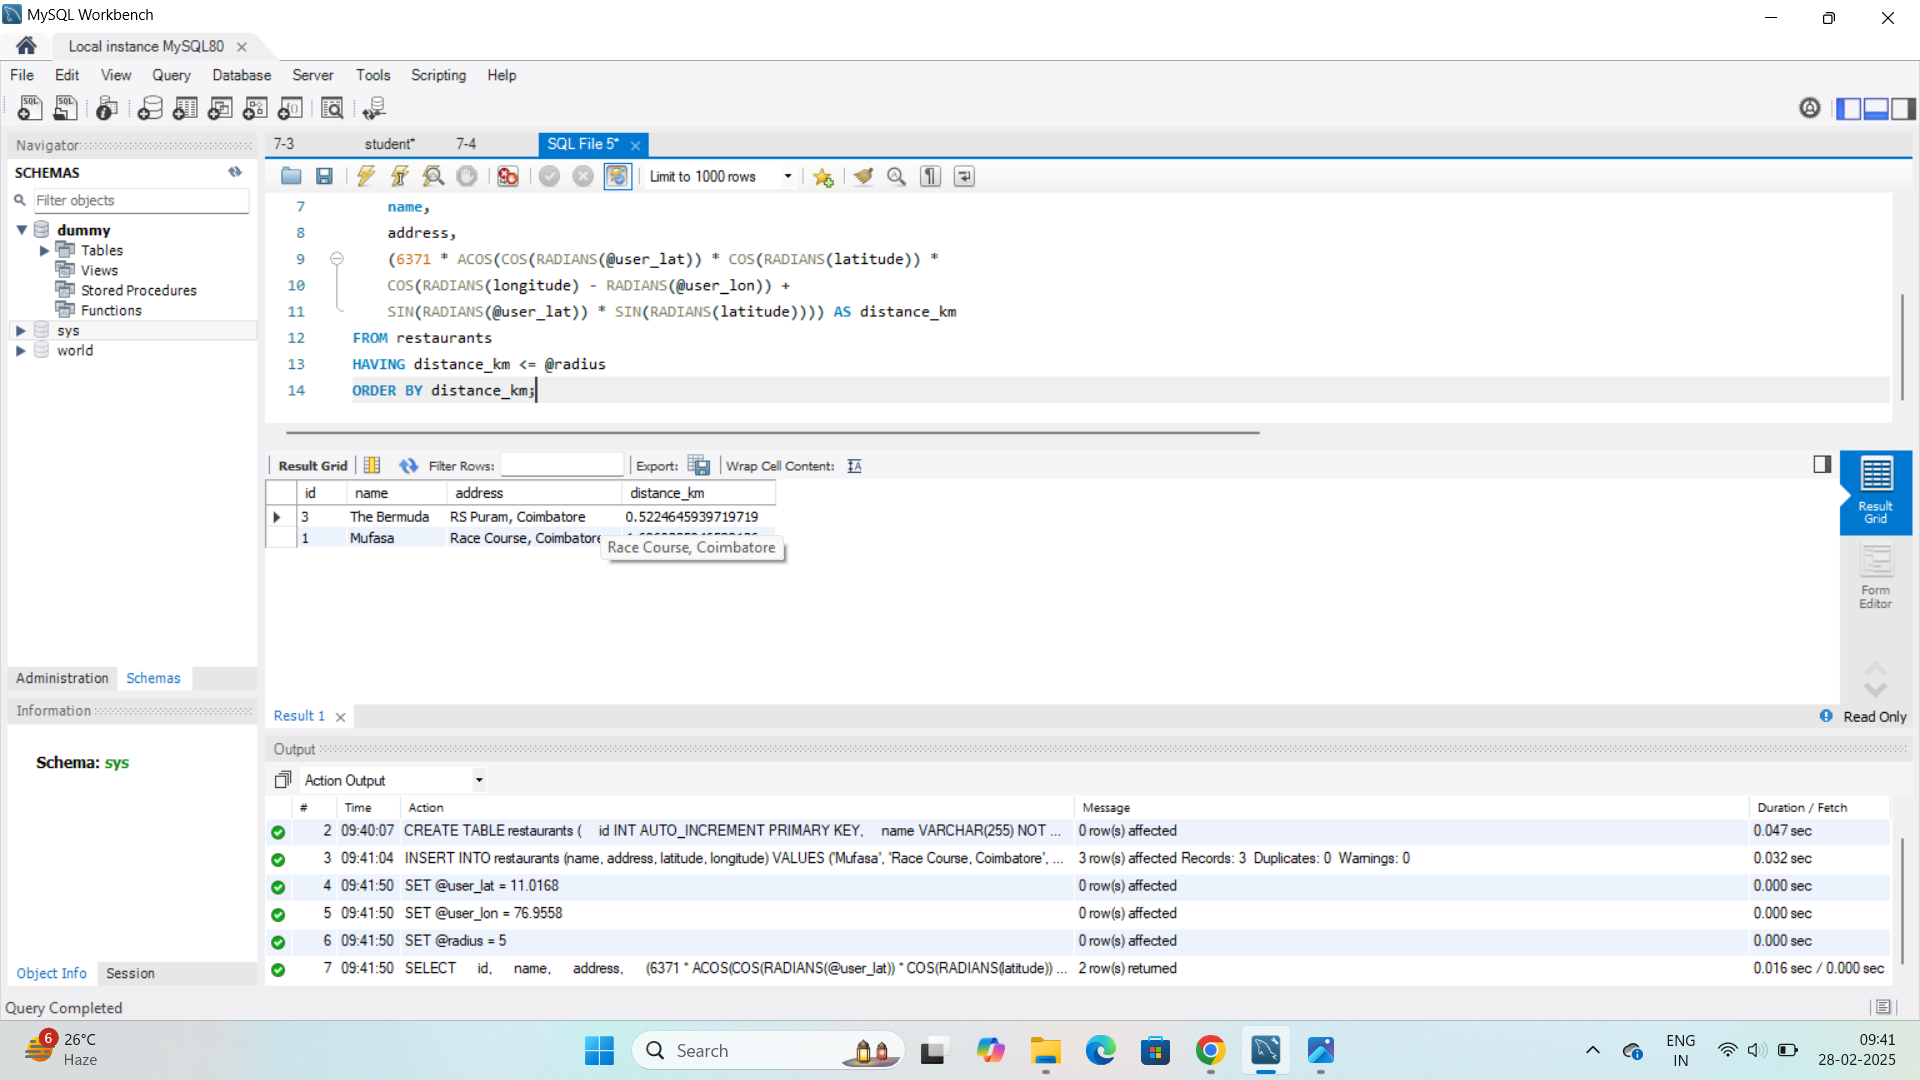 MySQL Workbench
Local instance MySQL80
File Edit View Query Database Server Tools Scripting Help
Navigator
SCHEMAS
Filter objects
dummy
Tables
Views
Stored Procedures
Functions
sys
world
Administration Schemas
Information
Schema: sys
Object Info Session
7-3 student* 7-4 SQL File 5*
Limit to 1000 rows
7 name,
8 address,
9 (6371 * ACOS(COS(RADIANS(@user_lat)) * COS(RADIANS(latitude)) *
10 COS(RADIANS(longitude) - RADIANS(@user_lon)) +
11 SIN(RADIANS(@user_lat)) * SIN(RADIANS(latitude)))) AS distance_km
12 FROM restaurants
13 HAVING distance_km <= @radius
14 ORDER BY distance_km;
Result Grid Filter Rows: Export: Wrap Cell Content:
id name address distance_km
3 The Bermuda RS Puram, Coimbatore 0.5224645939719719
1 Mufasa Race Course, Coimbatore
Race Course, Coimbatore
Result Grid
Form Editor
Result 1
Read Only
Output
Action Output
# Time Action Message Duration / Fetch
2 09:40:07 CREATE TABLE restaurants ( id INT AUTO_INCREMENT PRIMARY KEY, name VARCHAR(255) NOT ... 0 row(s) affected 0.047 sec
3 09:41:04 INSERT INTO restaurants (name, address, latitude, longitude) VALUES ('Mufasa', 'Race Course, Coimbatore', ... 3 row(s) affected Records: 3 Duplicates: 0 Warnings: 0 0.032 sec
4 09:41:50 SET @user_lat = 11.0168 0 row(s) affected 0.000 sec
5 09:41:50 SET @user_lon = 76.9558 0 row(s) affected 0.000 sec
6 09:41:50 SET @radius = 5 0 row(s) affected 0.000 sec
7 09:41:50 SELECT id, name, address, (6371 * ACOS(COS(RADIANS(@user_lat)) * COS(RADIANS(latitude)) ... 2 row(s) returned 0.016 sec / 0.000 sec
Query Completed
6
26°C
Haze
Search
ENG
IN
09:41
28-02-2025